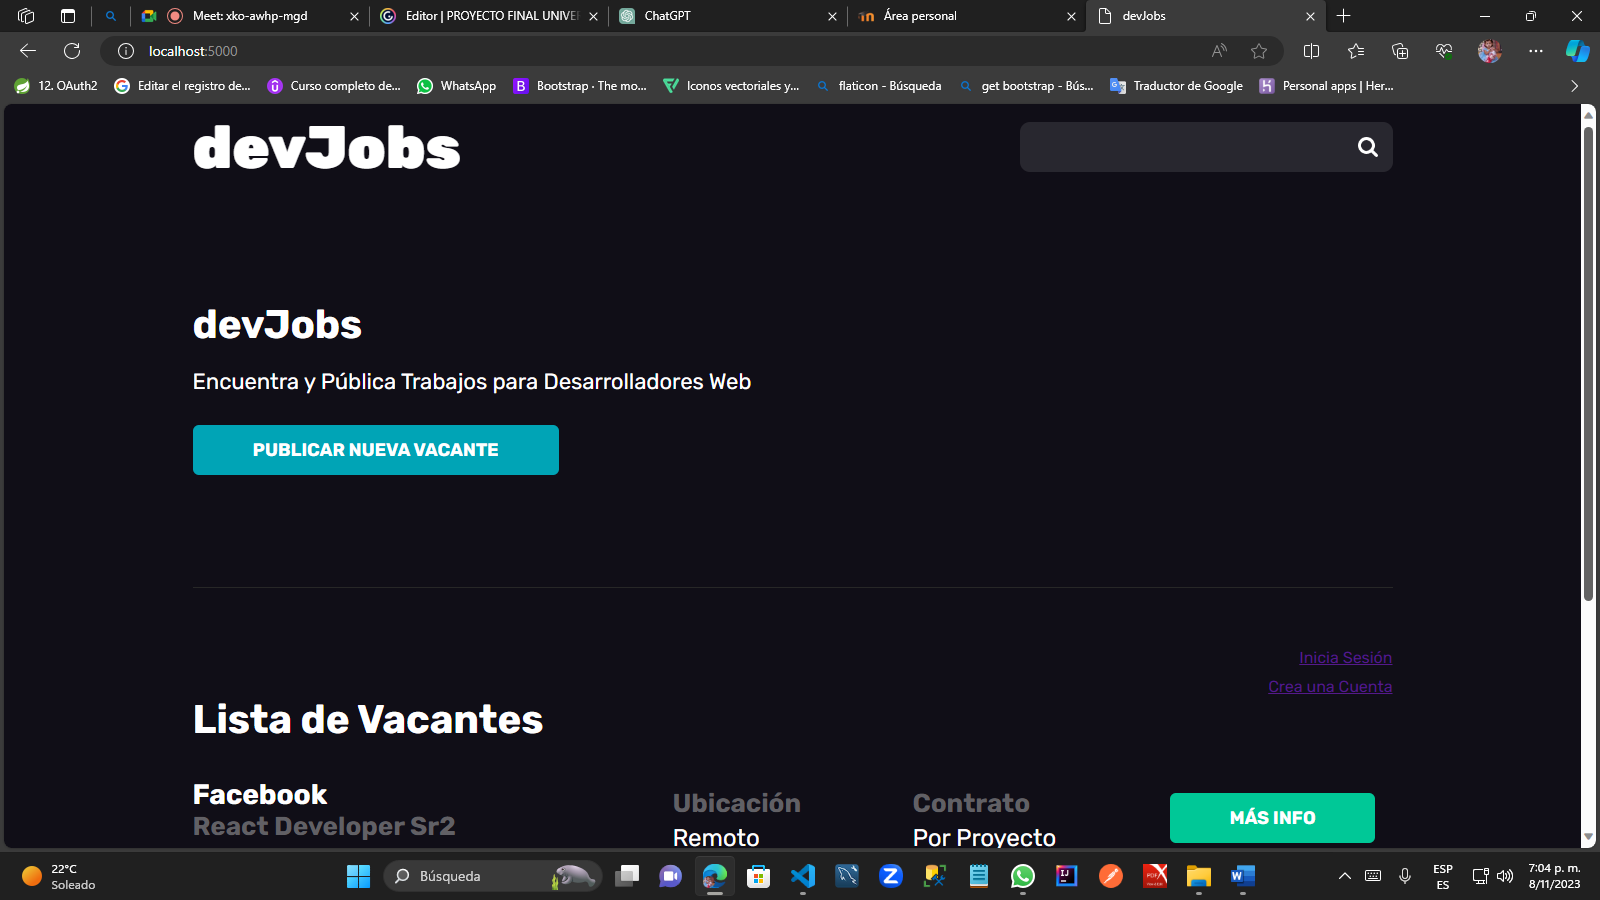 Meet: xko-awhp-mgd
Editor | PROYECTO FINAL UNIVE
ChatGPT
Área personal
devJobs
localhost:5000
12. OAuth2
Editar el registro de...
Curso completo de...
WhatsApp
Bootstrap · The mo...
Iconos vectoriales y...
flaticon - Búsqueda
get bootstrap - Bús...
Traductor de Google
Personal apps | Her...
devJobs
devJobs
Encuentra y Pública Trabajos para Desarrolladores Web
PUBLICAR NUEVA VACANTE
Inicia Sesión
Crea una Cuenta
Lista de Vacantes
Facebook
React Developer Sr2
Ubicación
Remoto
Contrato
Por Proyecto
MÁS INFO
22°C
Soleado
Búsqueda
ESP
ES
7:04 p. m.
8/11/2023